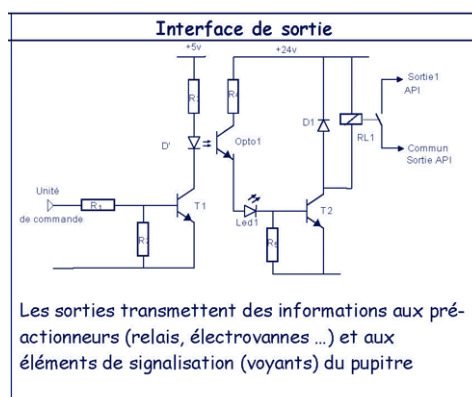 Interface de sortie
+5v
+24v
Sortie1
API
D1
RL1
D'
Opto1
Commun
Sortie API
Unité
de commande
T1
Led1
T2
Les sorties transmettent des informations aux pré-
actionneurs (relais, électrovannes ...) et aux
éléments de signalisation (voyants) du pupitre